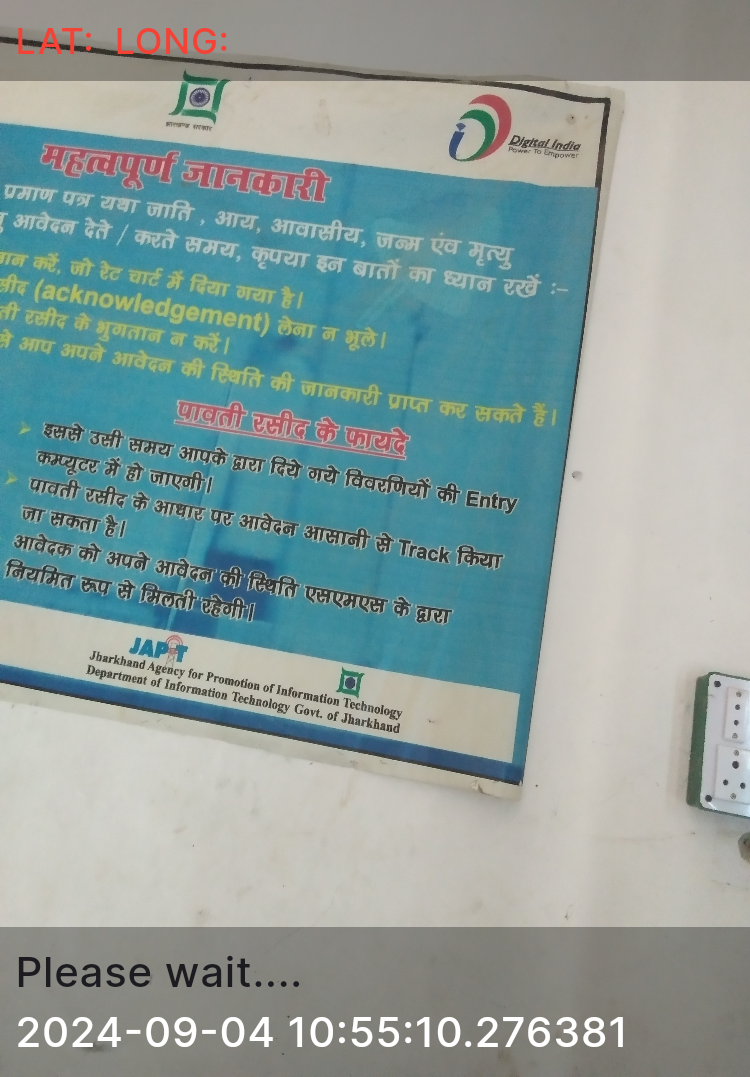 LAT: LONG:
झारखण्ड सरकार
Digital India
Power To Empower
महत्वपूर्ण जानकारी
प्रमाण पत्र यथा जाति , आय, आवासीय, जन्म एंव मृत्यु
आवेदन देते / करते समय, कृपया इन बातों का ध्यान रखें :–
करें, जो रेट चार्ट में दिया गया है।
(acknowledgement) लेना न भूले।
रसीद के भुगतान न करें।
से आप अपने आवेदन की स्थिति की जानकारी प्राप्त कर सकते हैं।
पावती रसीद के फायदे
इससे उसी समय आपके द्वारा दिये गये विवरणियों की Entry
कम्प्यूटर में हो जाएगी।
पावती रसीद के आधार पर आवेदन आसानी से Track किया
जा सकता है।
आवेदक को अपने आवेदन की स्थिति एसएमएस के द्वारा
नियमित रूप से मिलती रहेगी।
JAPIT
Jharkhand Agency for Promotion of Information Technology
Department of Information Technology Govt. of Jharkhand
Please wait....
2024-09-04 10:55:10.276381